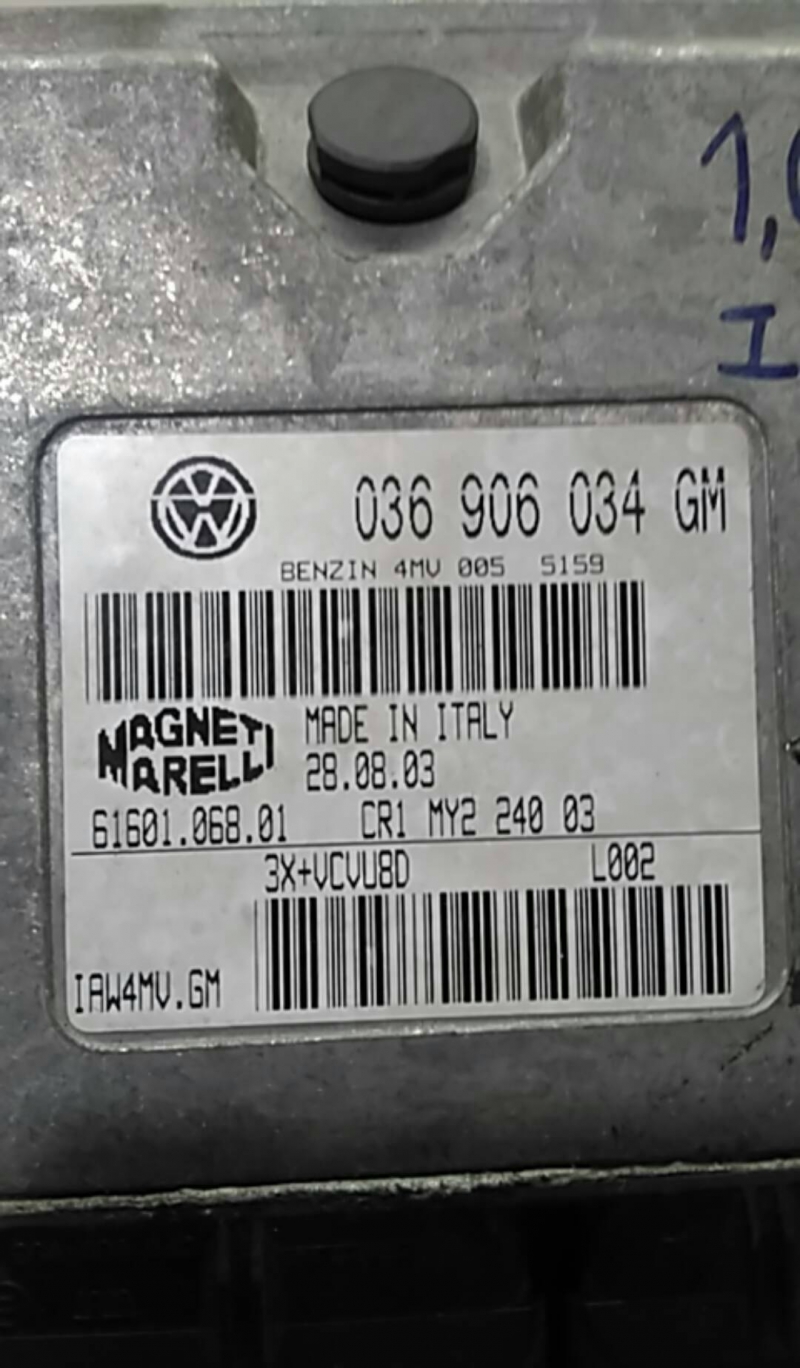 1,
I
036 906 034 GM
BENZIN 4MV 005 5159
MAGNETI MARELLI
MADE IN ITALY
28.08.03
61601.068.01 CR1 MY2 240 03
3X+VCVU8D L002
IAW4MV.GM